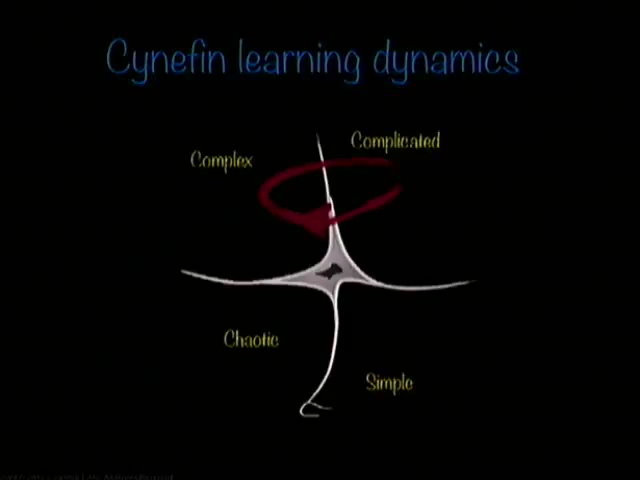 Cynefin learning dynamics
Complicated
Complex
Chaotic
Simple